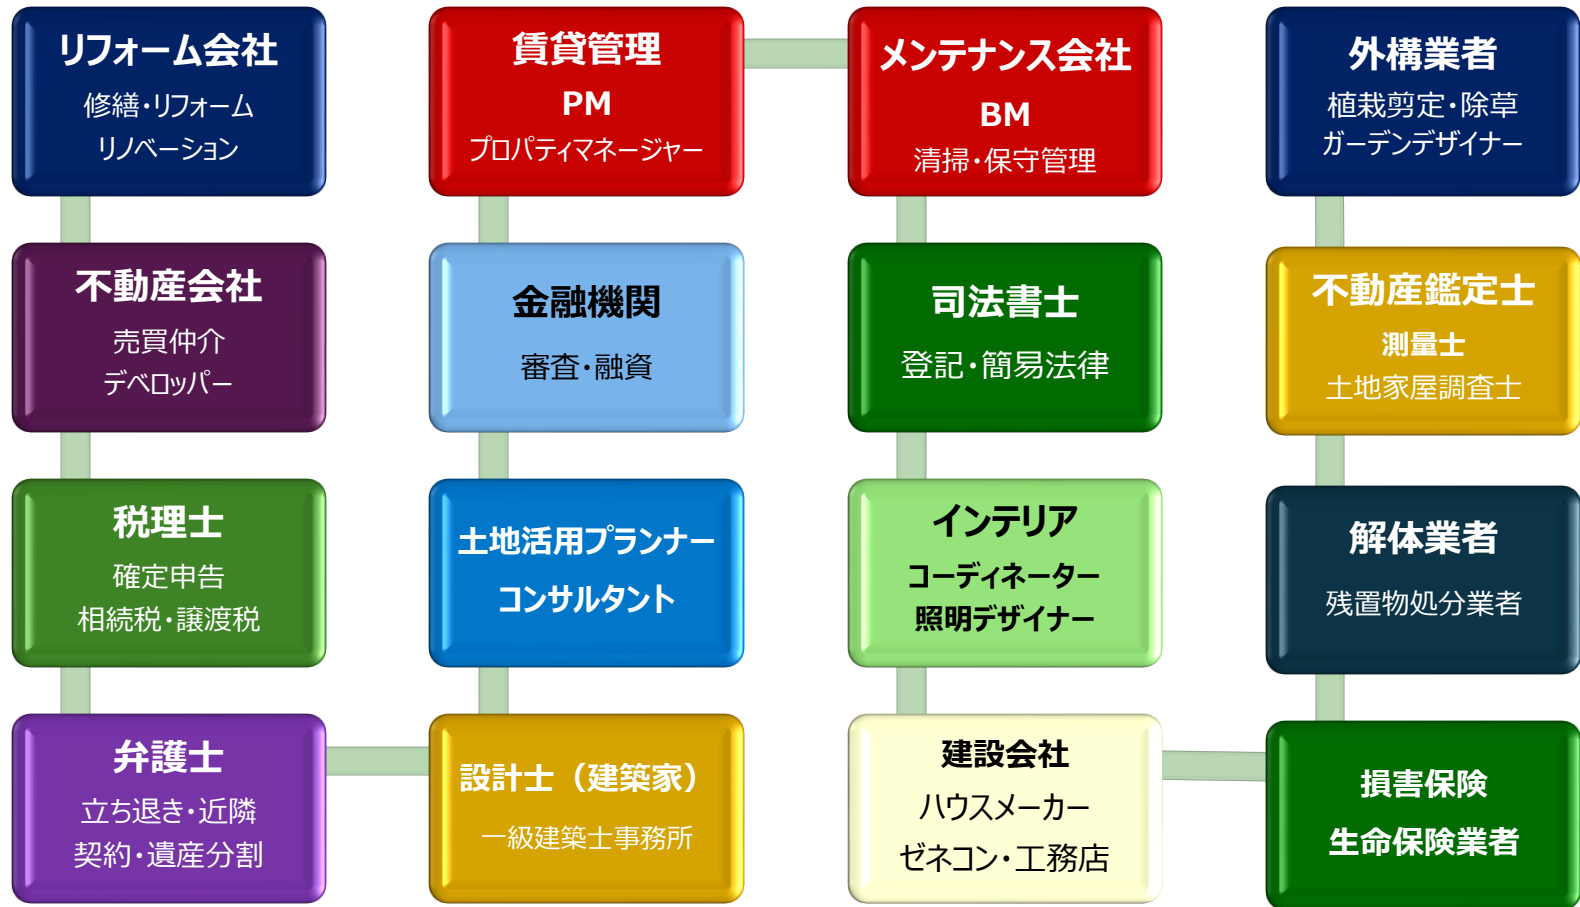 リフォーム会社
修繕・リフォーム
リノベーション
賃貸管理
PM
プロパティマネージャー
メンテナンス会社
BM
清掃・保守管理
外構業者
植栽剪定・除草
ガーデンデザイナー
不動産会社
売買仲介
デベロッパー
金融機関
審査・融資
司法書士
登記・簡易法律
不動産鑑定士
測量士
土地家屋調査士
税理士
確定申告
相続税・譲渡税
土地活用プランナー
コンサルタント
インテリア
コーディネーター
照明デザイナー
解体業者
残置物処分業者
弁護士
立ち退き・近隣
契約・遺産分割
設計士（建築家）
一級建築士事務所
建設会社
ハウスメーカー
ゼネコン・工務店
損害保険
生命保険業者